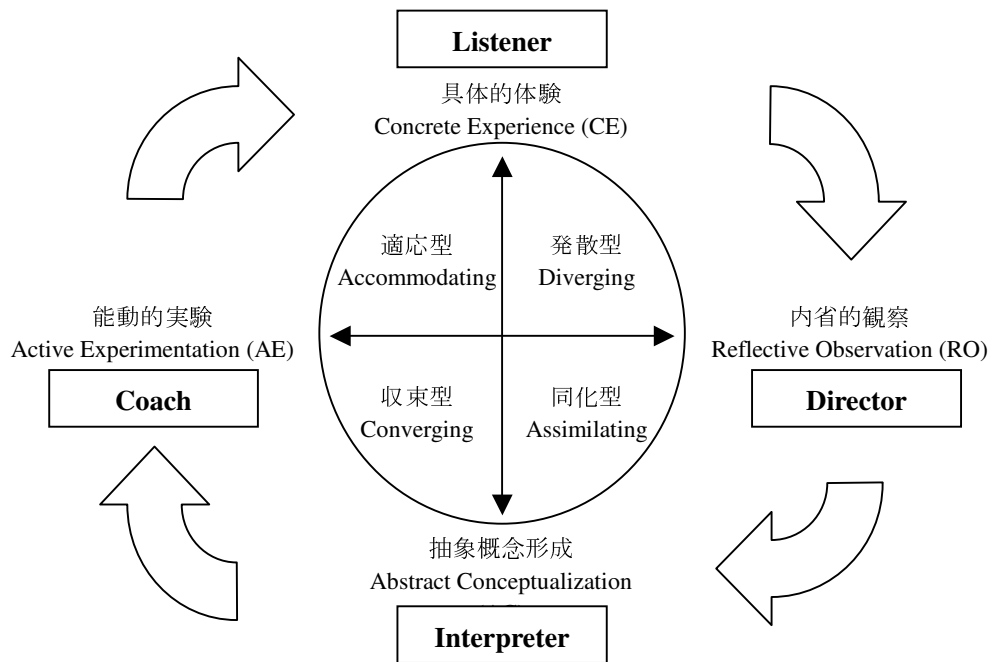 Listener
具体的体験
Concrete Experience (CE)
適応型
Accommodating
発散型
Diverging
能動的実験
Active Experimentation (AE)
Coach
内省的観察
Reflective Observation (RO)
Director
収束型
Converging
同化型
Assimilating
抽象概念形成
Abstract Conceptualization
Interpreter